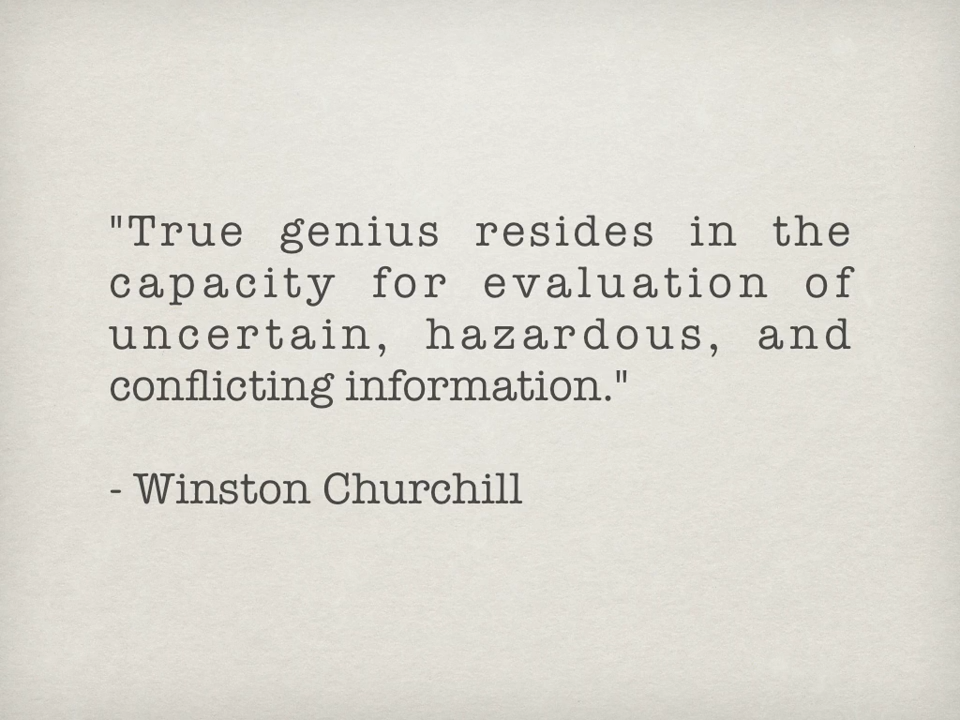 "True genius resides in the
capacity for evaluation of
uncertain, hazardous, and
conflicting information."
- Winston Churchill